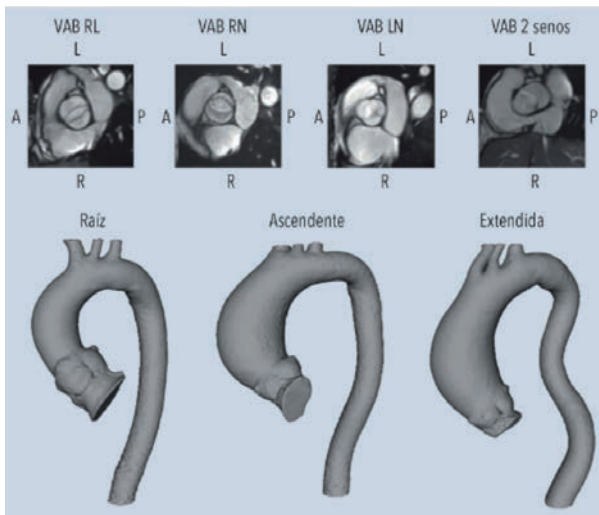 VAB RL VAB RN VAB LN VAB 2 senos
L L L L
A P A P A P A P
R R R R
Raíz Ascendente Extendida